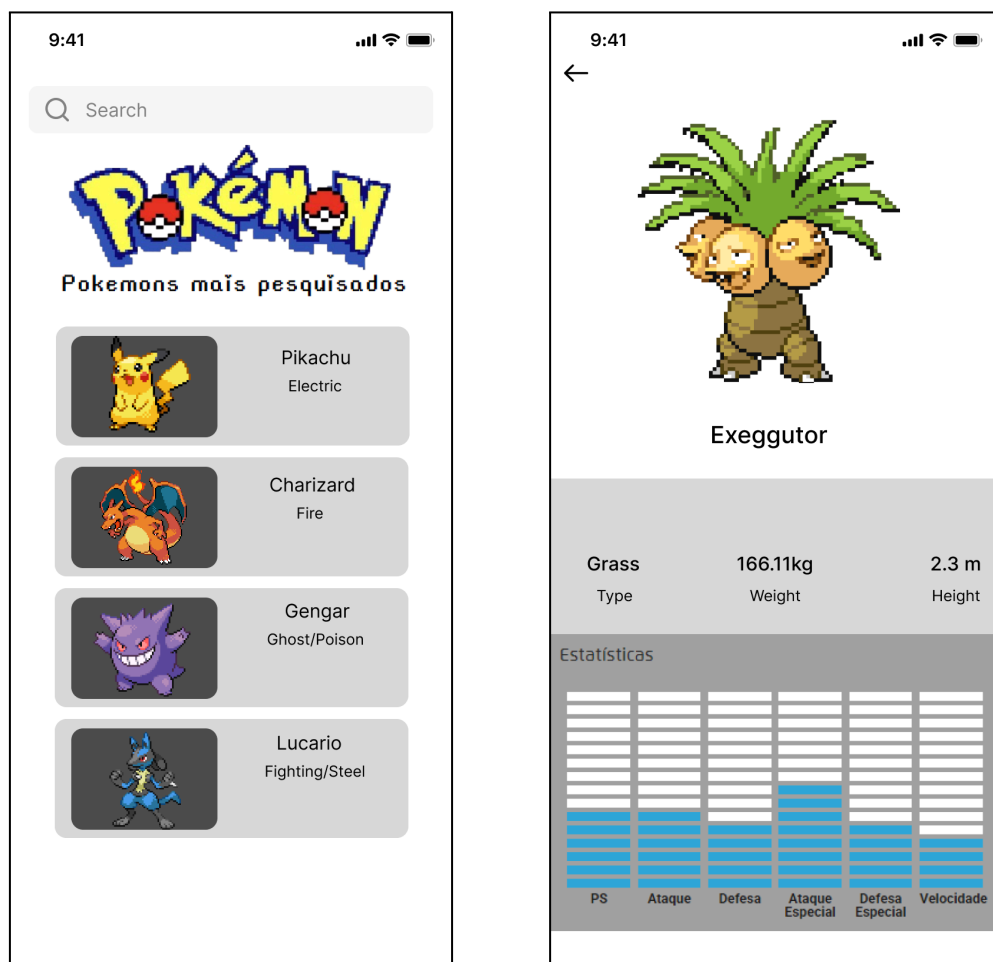 9:41
Search
POKéMON
Pokemons mais pesquisados
Pikachu
Electric
Charizard
Fire
Gengar
Ghost/Poison
Lucario
Fighting/Steel
9:41
Exeggutor
Grass 166.11kg 2.3 m
Type Weight Height
Estatísticas
PS Ataque Defesa Ataque Especial Defesa Especial Velocidade